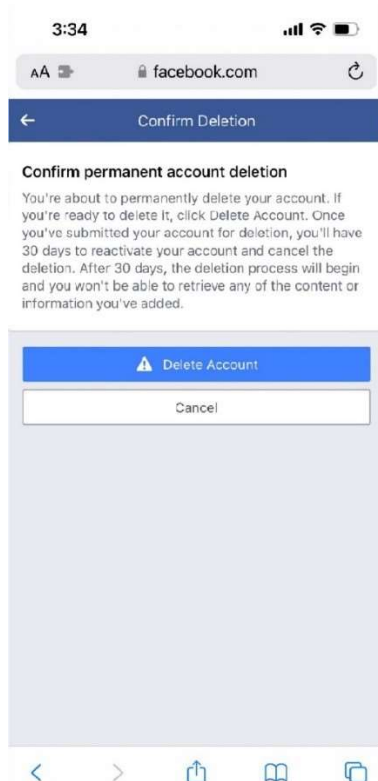 3:34
AA facebook.com
Confirm Deletion
Confirm permanent account deletion
You're about to permanently delete your account. If
you're ready to delete it, click Delete Account. Once
you've submitted your account for deletion, you'll have
30 days to reactivate your account and cancel the
deletion. After 30 days, the deletion process will begin
and you won't be able to retrieve any of the content or
information you've added.
Delete Account
Cancel